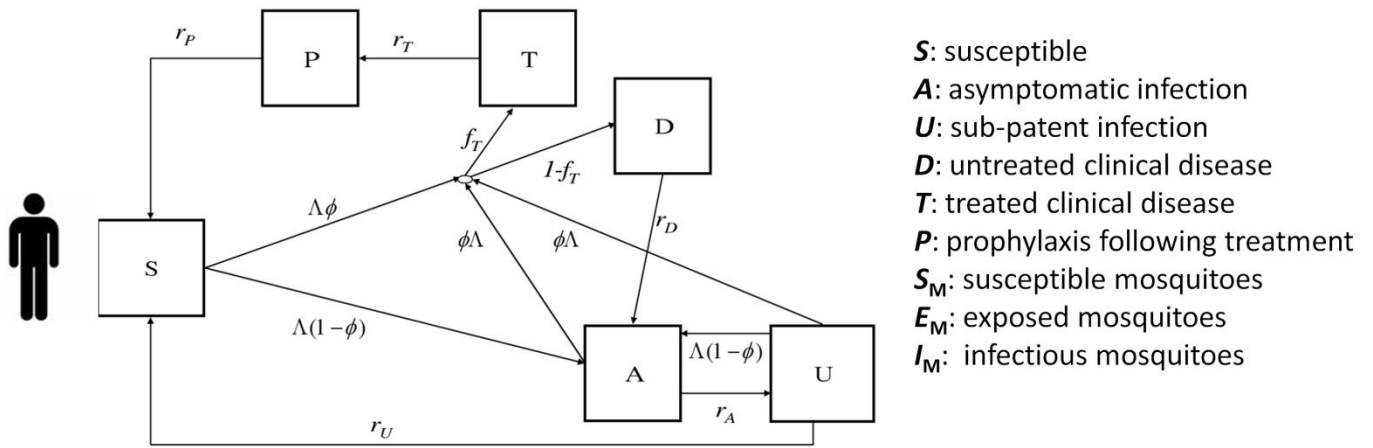 r_P
P
r_T
T
D
f_T
1-f_T
Λϕ
ϕΛ
ϕΛ
r_D
S
Λ(1−ϕ)
A
Λ(1−ϕ)
U
r_A
r_U
S: susceptible
A: asymptomatic infection
U: sub-patent infection
D: untreated clinical disease
T: treated clinical disease
P: prophylaxis following treatment
S_M: susceptible mosquitoes
E_M: exposed mosquitoes
I_M: infectious mosquitoes